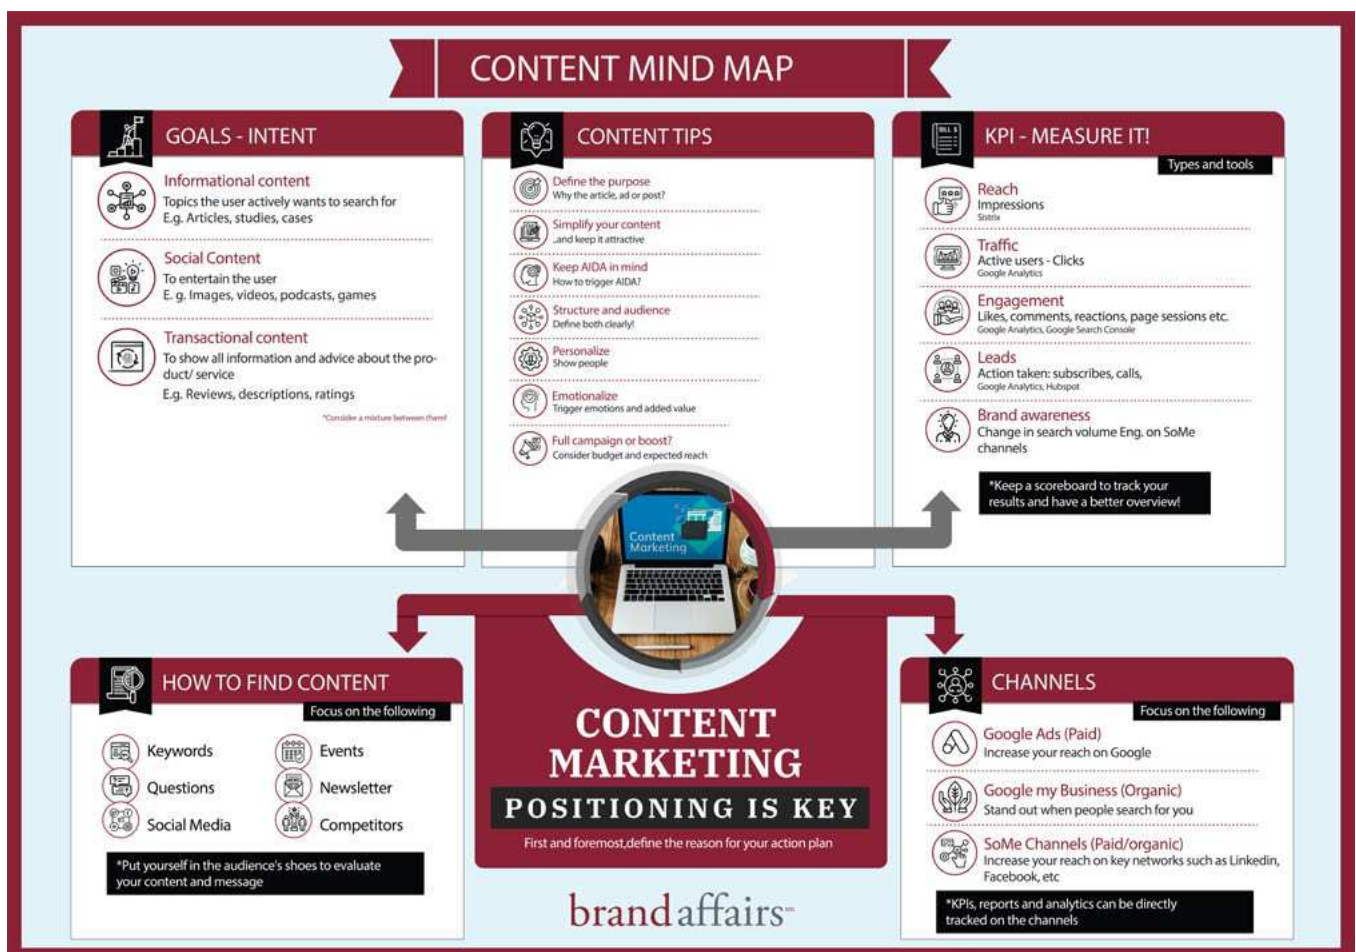 CONTENT MIND MAP
GOALS - INTENT
Informational content
Topics the user actively wants to search for
E.g. Articles, studies, cases
Social Content
To entertain the user
E. g. Images, videos, podcasts, games
Transactional content
To show all information and advice about the pro-
duct/ service
E.g. Reviews, descriptions, ratings
*Consider a mixture between them!
CONTENT TIPS
Define the purpose
Why the article, ad or post?
Simplify your content
..and keep it attractive
Keep AIDA in mind
How to trigger AIDA?
Structure and audience
Define both clearly!
Personalize
Show people
Emotionalize
Trigger emotions and added value
Full campaign or boost?
Consider budget and expected reach
BILL $
KPI - MEASURE IT!
Types and tools
Reach
Impressions
Sistrix
Traffic
Active users - Clicks
Google Analytics
Engagement
Likes, comments, reactions, page sessions etc.
Google Analytics, Google Search Console
Leads
Action taken: subscribes, calls,
Google Analytics, Hubspot
Brand awareness
Change in search volume Eng. on SoMe
channels
*Keep a scoreboard to track your
results and have a better overview!
Content
Marketing
HOW TO FIND CONTENT
Focus on the following
Keywords
Questions
Social Media
Events
Newsletter
Competitors
*Put yourself in the audience's shoes to evaluate
your content and message
CONTENT
MARKETING
POSITIONING IS KEY
First and foremost,define the reason for your action plan
brandaffairs
CHANNELS
Focus on the following
Google Ads (Paid)
Increase your reach on Google
Google my Business (Organic)
Stand out when people search for you
SoMe Channels (Paid/organic)
Increase your reach on key networks such as Linkedin,
Facebook, etc
*KPIs, reports and analytics can be directly
tracked on the channels